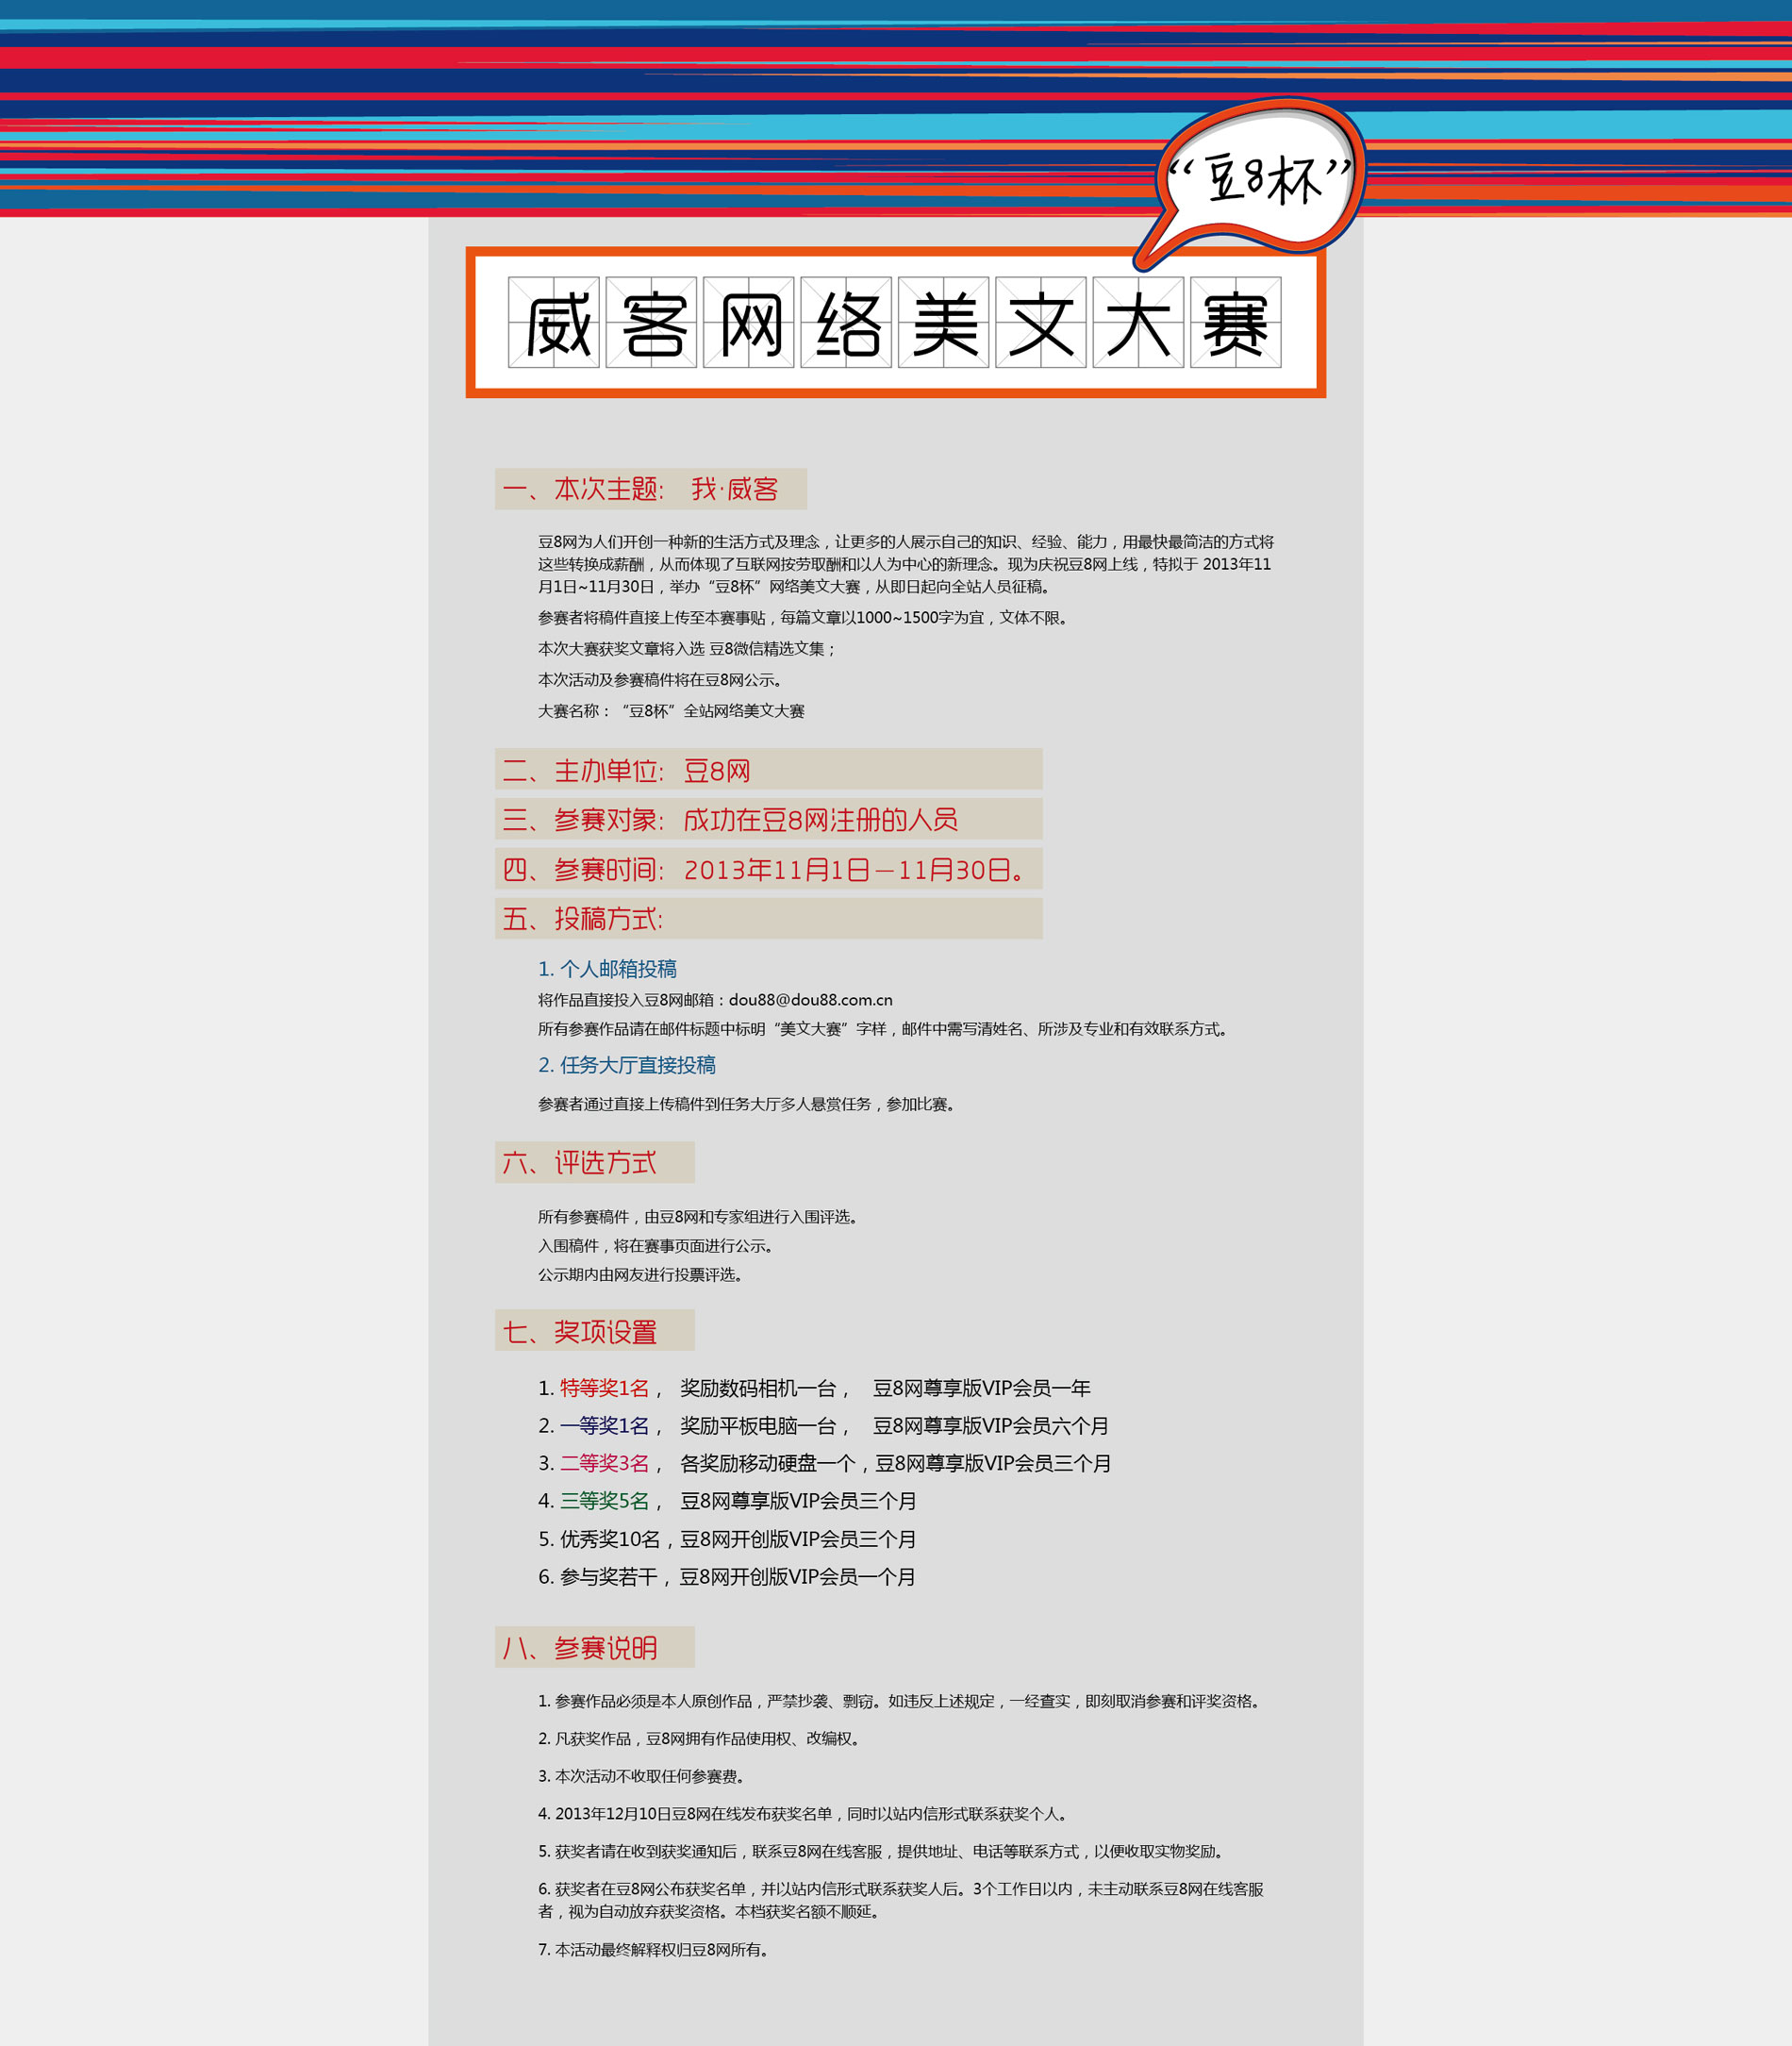 “豆8杯”
威客网络美文大赛
一、本次主题： 我·威客
豆8网为人们开创一种新的生活方式及理念，让更多的人展示自己的知识、经验、能力，用最快最简洁的方式将
这些转换成薪酬，从而体现了互联网按劳取酬和以人为中心的新理念。现为庆祝豆8网上线，特拟于 2013年11
月1日~11月30日，举办“豆8杯”网络美文大赛，从即日起向全站人员征稿。
参赛者将稿件直接上传至本赛事贴，每篇文章以1000~1500字为宜，文体不限。
本次大赛获奖文章将入选 豆8微信精选文集；
本次活动及参赛稿件将在豆8网公示。
大赛名称：“豆8杯”全站网络美文大赛
二、主办单位：豆8网
三、参赛对象：成功在豆8网注册的人员
四、参赛时间：2013年11月1日—11月30日。
五、投稿方式：
1. 个人邮箱投稿
将作品直接投入豆8网邮箱：dou88@dou88.com.cn
所有参赛作品请在邮件标题中标明“美文大赛”字样，邮件中需写清姓名、所涉及专业和有效联系方式。
2. 任务大厅直接投稿
参赛者通过直接上传稿件到任务大厅多人悬赏任务，参加比赛。
六、评选方式
所有参赛稿件，由豆8网和专家组进行入围评选。
入围稿件，将在赛事页面进行公示。
公示期内由网友进行投票评选。
七、奖项设置
1. 特等奖1名， 奖励数码相机一台， 豆8网尊享版VIP会员一年
2. 一等奖1名， 奖励平板电脑一台， 豆8网尊享版VIP会员六个月
3. 二等奖3名， 各奖励移动硬盘一个，豆8网尊享版VIP会员三个月
4. 三等奖5名， 豆8网尊享版VIP会员三个月
5. 优秀奖10名，豆8网开创版VIP会员三个月
6. 参与奖若干，豆8网开创版VIP会员一个月
八、参赛说明
1. 参赛作品必须是本人原创作品，严禁抄袭、剽窃。如违反上述规定，一经查实，即刻取消参赛和评奖资格。
2. 凡获奖作品，豆8网拥有作品使用权、改编权。
3. 本次活动不收取任何参赛费。
4. 2013年12月10日豆8网在线发布获奖名单，同时以站内信形式联系获奖个人。
5. 获奖者请在收到获奖通知后，联系豆8网在线客服，提供地址、电话等联系方式，以便收取实物奖励。
6. 获奖者在豆8网公布获奖名单，并以站内信形式联系获奖人后。3个工作日以内，未主动联系豆8网在线客服
者，视为自动放弃获奖资格。本档获奖名额不顺延。
7. 本活动最终解释权归豆8网所有。